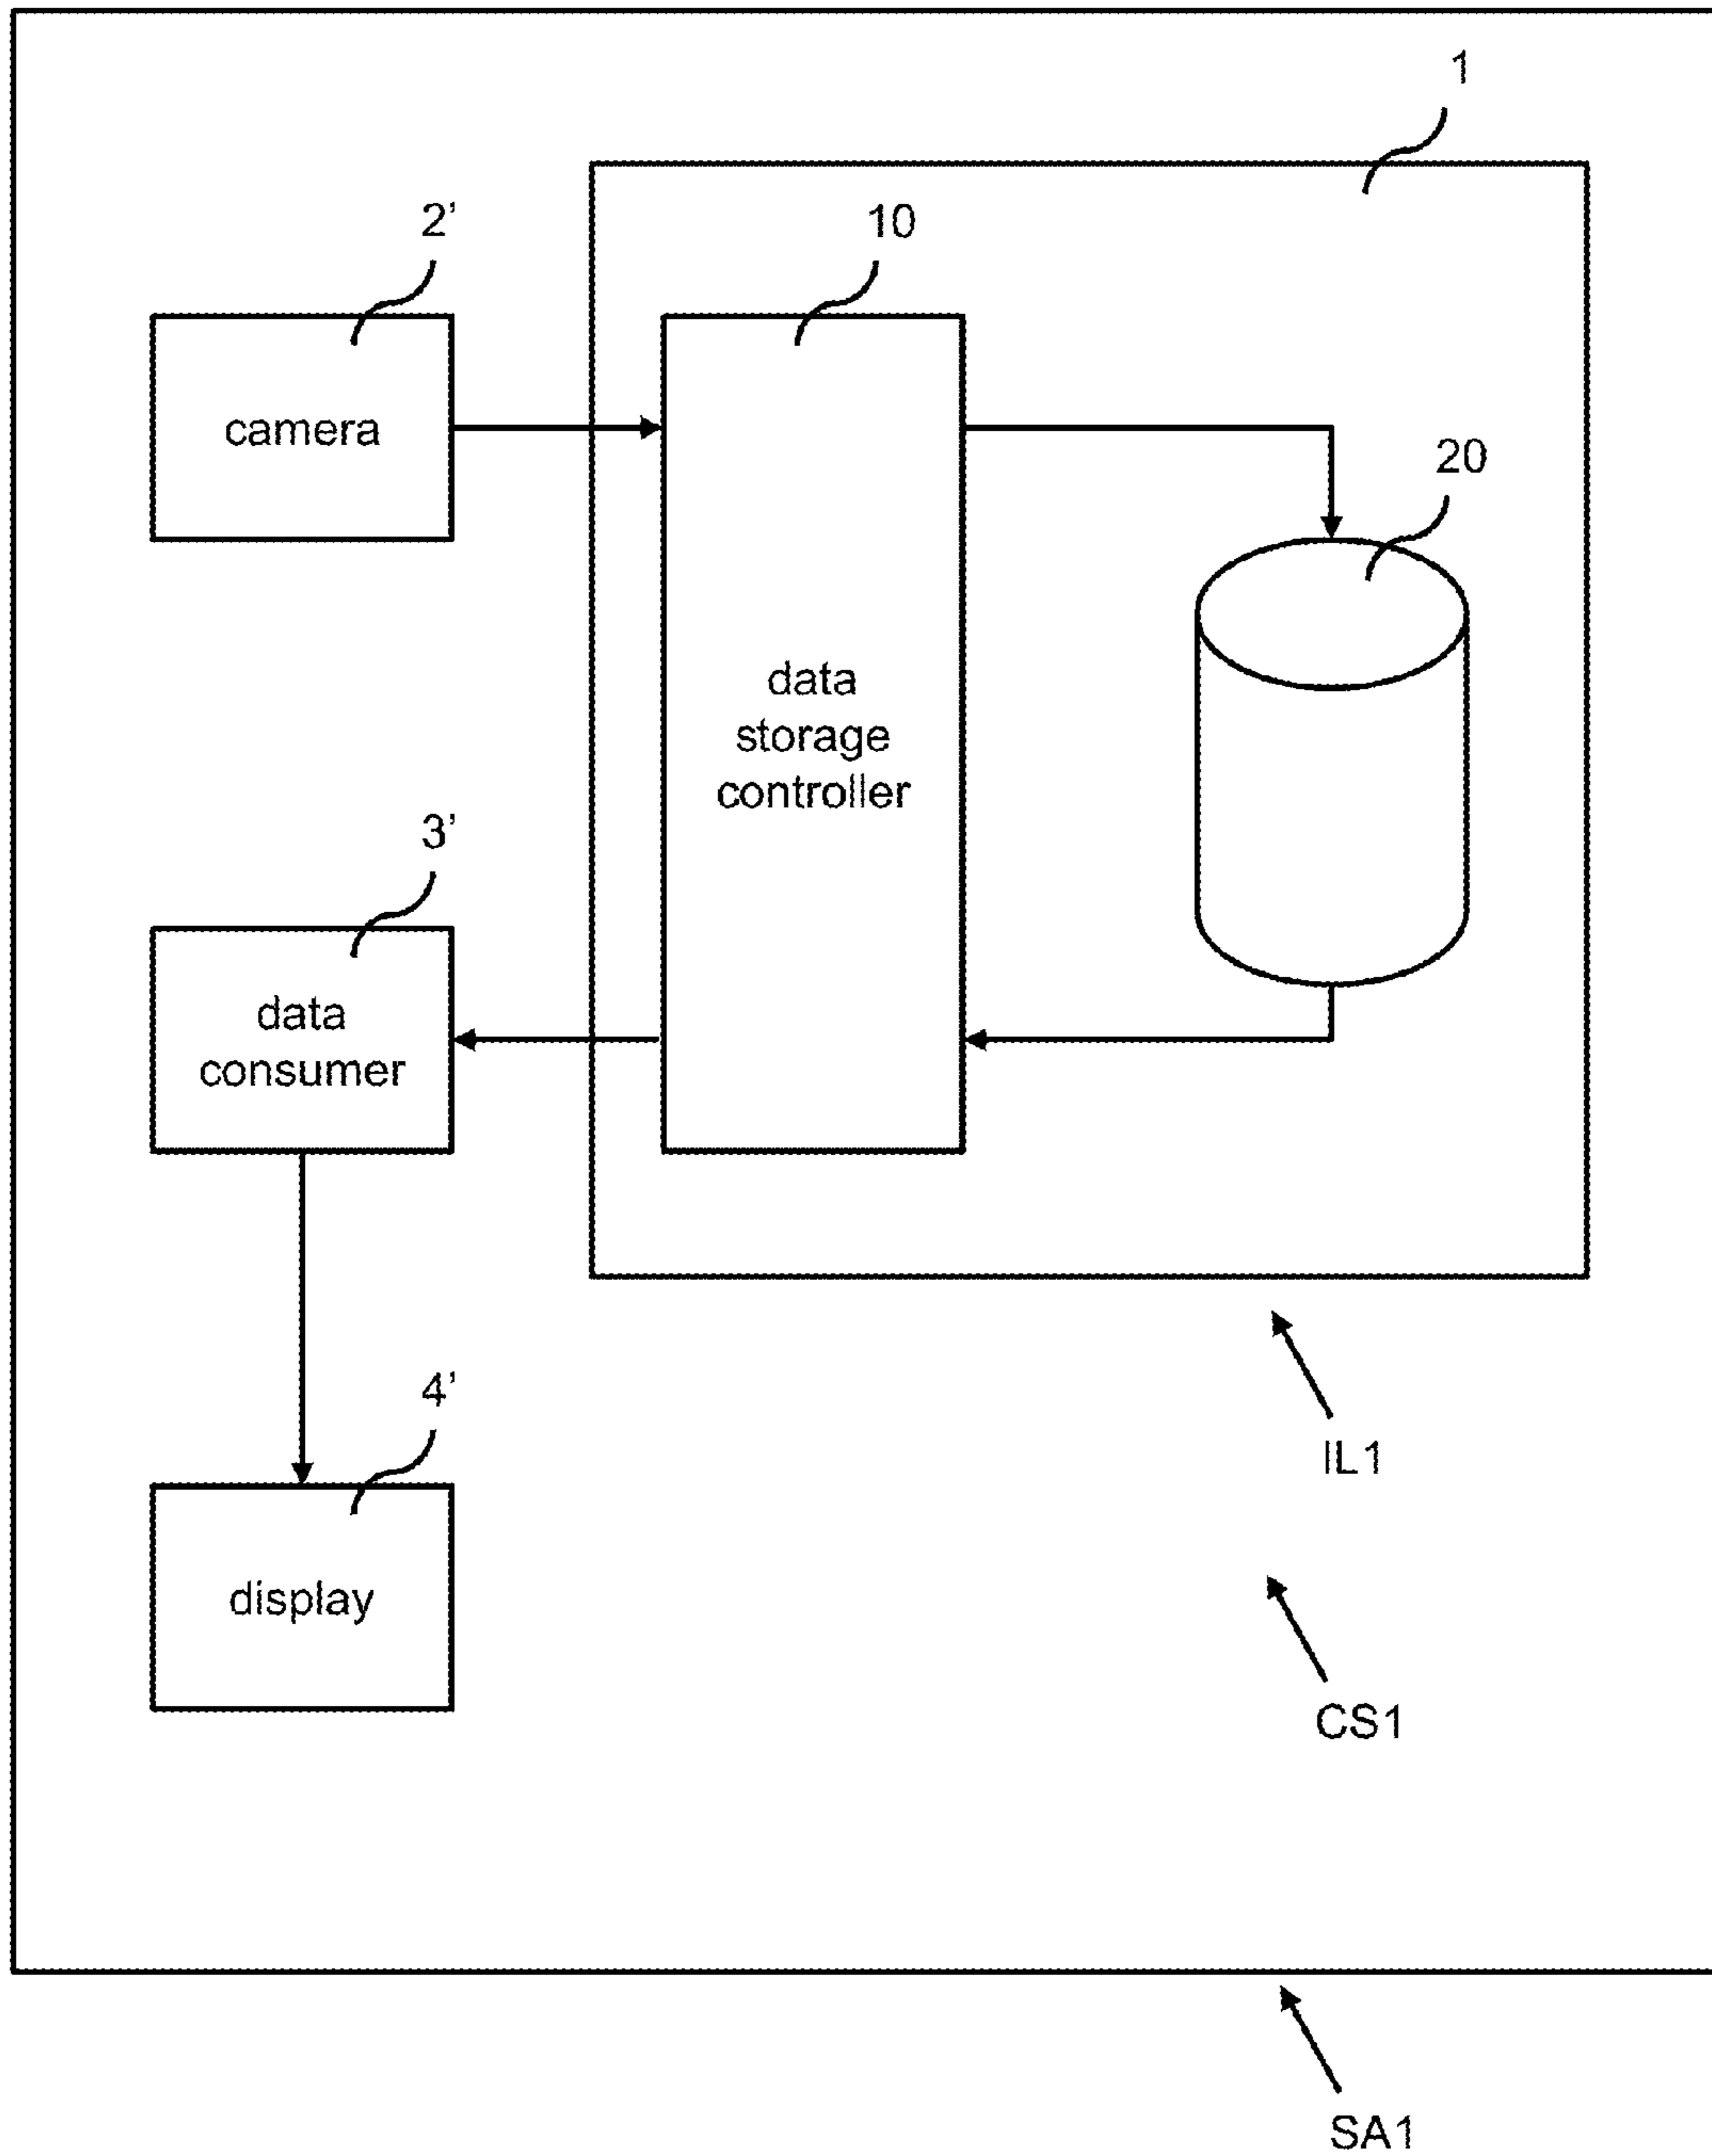 1
2'
10
camera
20
data
storage
controller
3'
data
consumer
4'
IL1
display
CS1
SA1